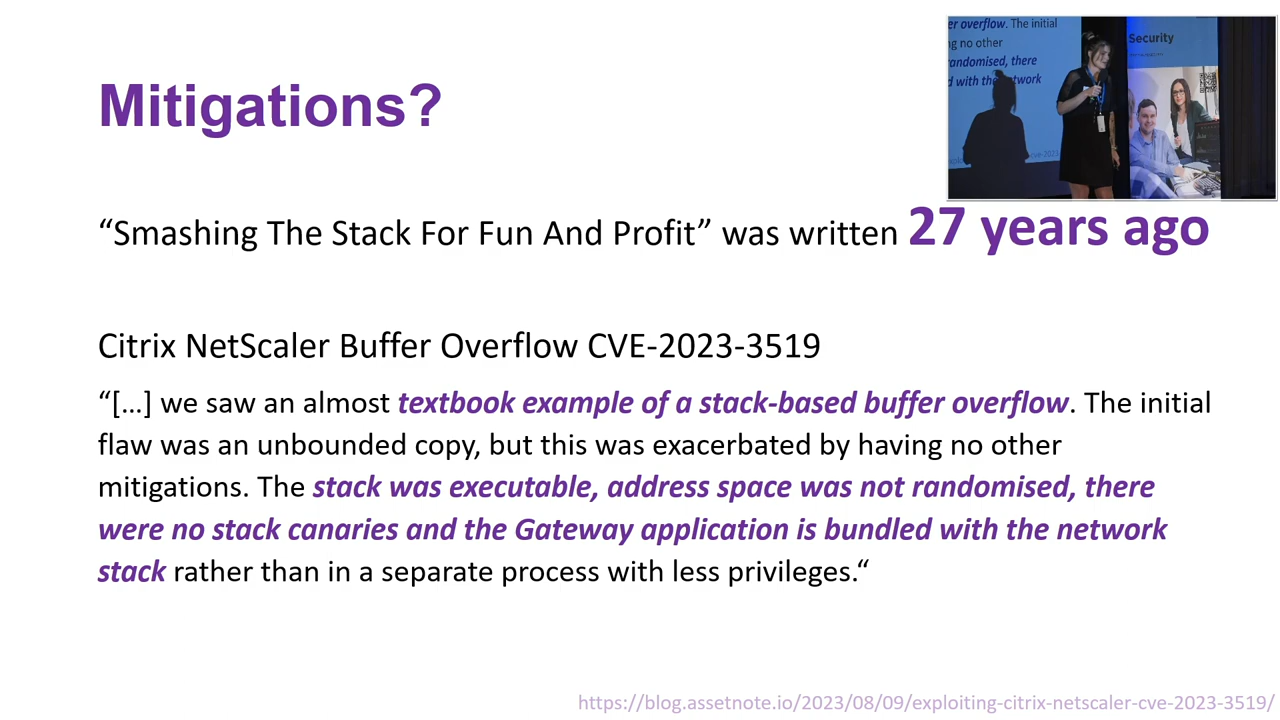 Mitigations?
“Smashing The Stack For Fun And Profit” was written 27 years ago
Citrix NetScaler Buffer Overflow CVE-2023-3519
“[…] we saw an almost textbook example of a stack-based buffer overflow. The initial
flaw was an unbounded copy, but this was exacerbated by having no other
mitigations. The stack was executable, address space was not randomised, there
were no stack canaries and the Gateway application is bundled with the network
stack rather than in a separate process with less privileges.“
https://blog.assetnote.io/2023/08/09/exploiting-citrix-netscaler-cve-2023-3519/
er overflow. The initial
ng no other
randomised, there
d with the network
Security